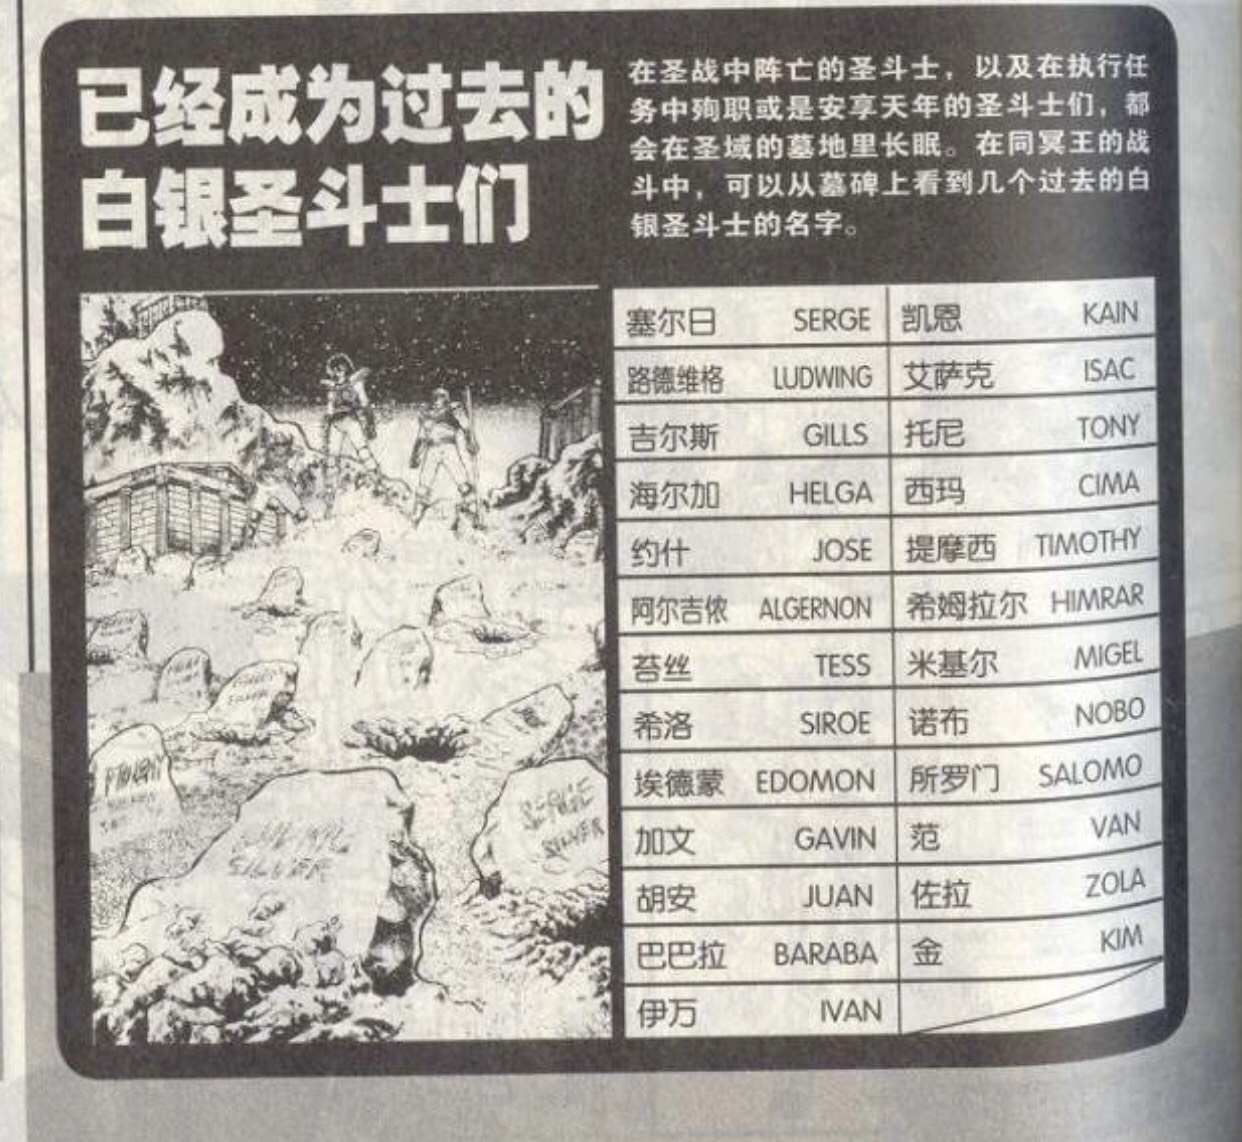 已经成为过去的
白银圣斗士们
在圣战中阵亡的圣斗士，以及在执行任
务中殉职或是安享天年的圣斗士们，都
会在圣域的墓地里长眠。在同冥王的战
斗中，可以从墓碑上看到几个过去的白
银圣斗士的名字。
塞尔日 SERGE 凯恩 KAIN
路德维格 LUDWING 艾萨克 ISAC
吉尔斯 GILLS 托尼 TONY
海尔加 HELGA 西玛 CIMA
约什 JOSE 提摩西 TIMOTHY
阿尔吉侬 ALGERNON 希姆拉尔 HIMRAR
苔丝 TESS 米基尔 MIGEL
希洛 SIROE 诺布 NOBO
埃德蒙 EDOMON 所罗门 SALOMO
加文 GAVIN 范 VAN
胡安 JUAN 佐拉 ZOLA
巴巴拉 BARABA 金 KIM
伊万 IVAN
SILVER
SILVER